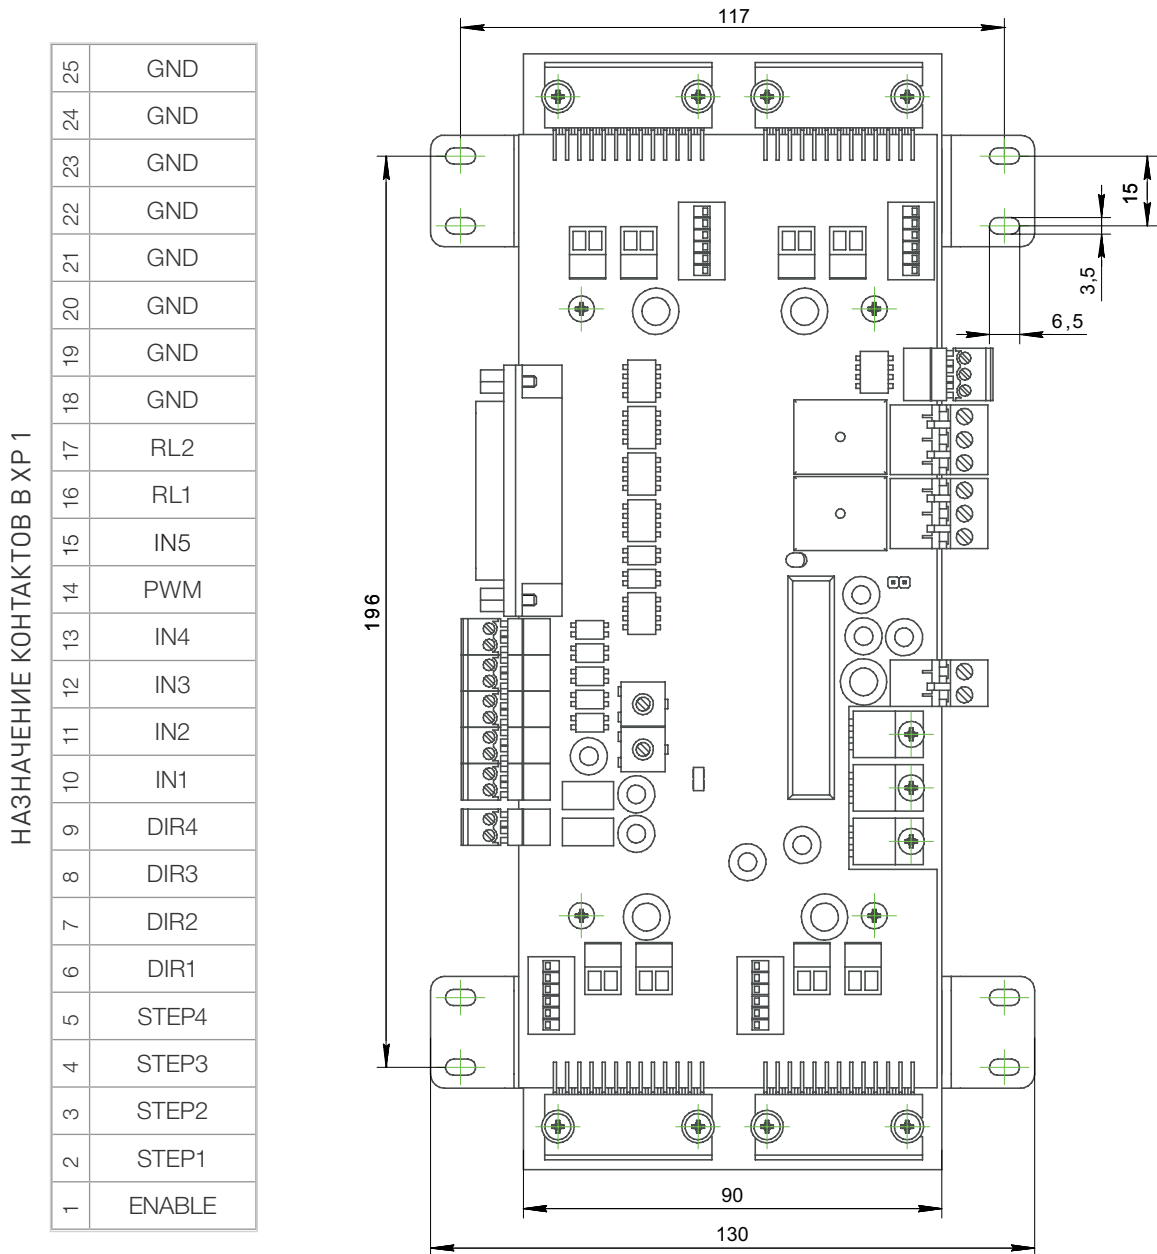 НАЗНАЧЕНИЕ КОНТАКТОВ В XP1
25 GND
24 GND
23 GND
22 GND
21 GND
20 GND
19 GND
18 GND
17 RL2
16 RL1
15 IN5
14 PWM
13 IN4
12 IN3
11 IN2
10 IN1
9 DIR4
8 DIR3
7 DIR2
6 DIR1
5 STEP4
4 STEP3
3 STEP2
2 STEP1
1 ENABLE
117
15
3,5
6,5
196
90
130